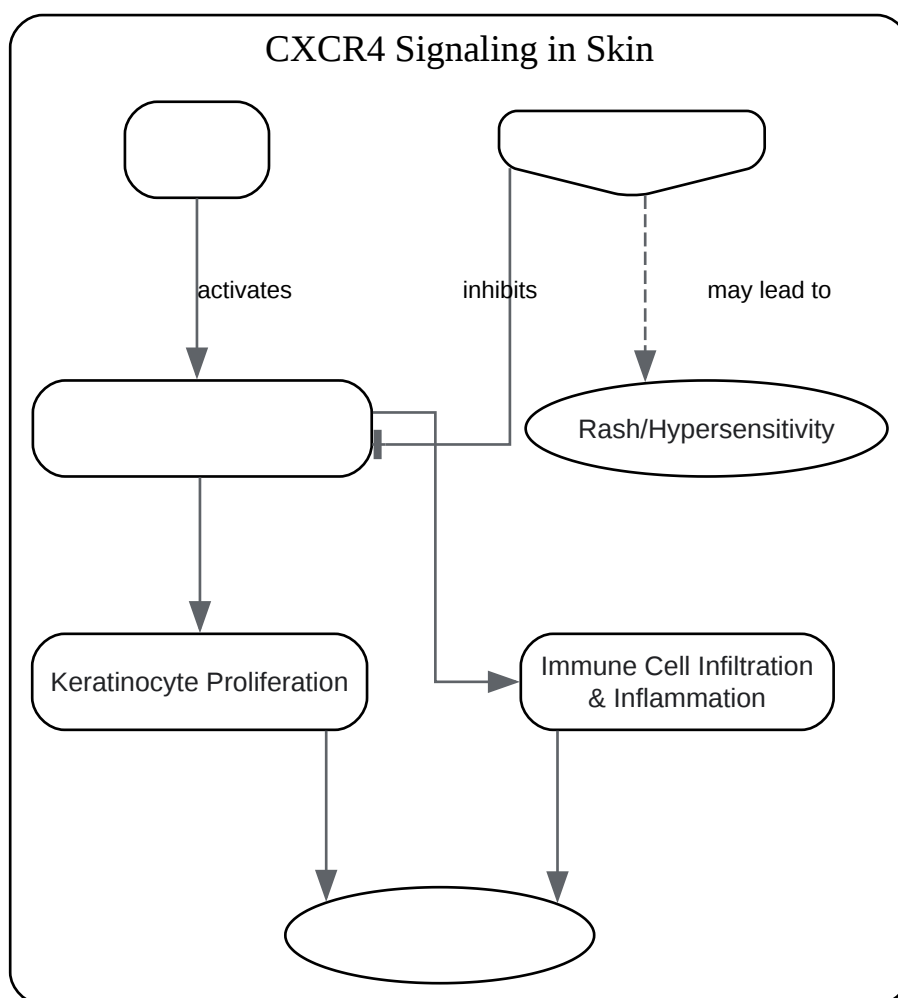 CXCR4 Signaling in Skin
activates
inhibits
may lead to
Rash/Hypersensitivity
Keratinocyte Proliferation
Immune Cell Infiltration
& Inflammation